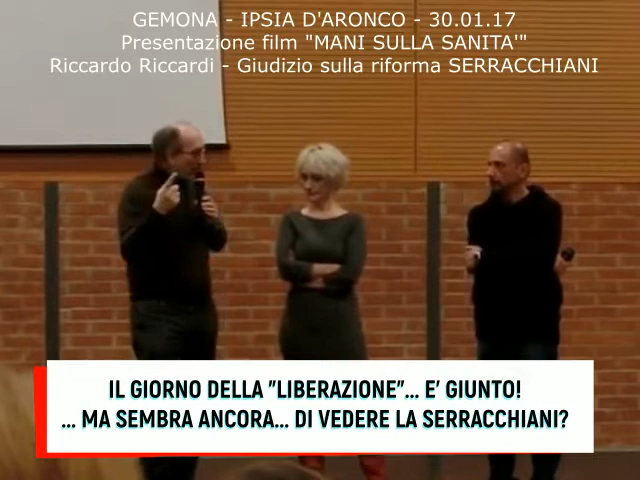 GEMONA - IPSIA D'ARONCO - 30.01.17
Presentazione film "MANI SULLA SANITA'"
Riccardo Riccardi - Giudizio sulla riforma SERRACCHIANI
IL GIORNO DELLA "LIBERAZIONE"... E' GIUNTO!
... MA SEMBRA ANCORA... DI VEDERE LA SERRACCHIANI?